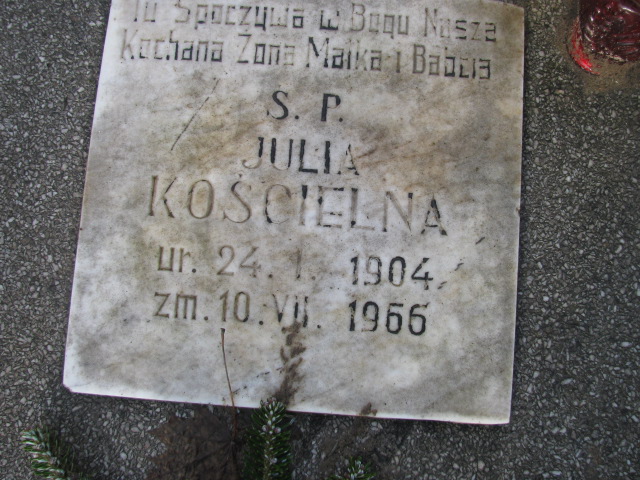 Tu Spoczywa w Bogu Nasza
Kochana Żona Matka i Babcia
S. P.
JULIA
KOŚCIELNA
ur. 24. I. 1904.
zm. 10. VII. 1966